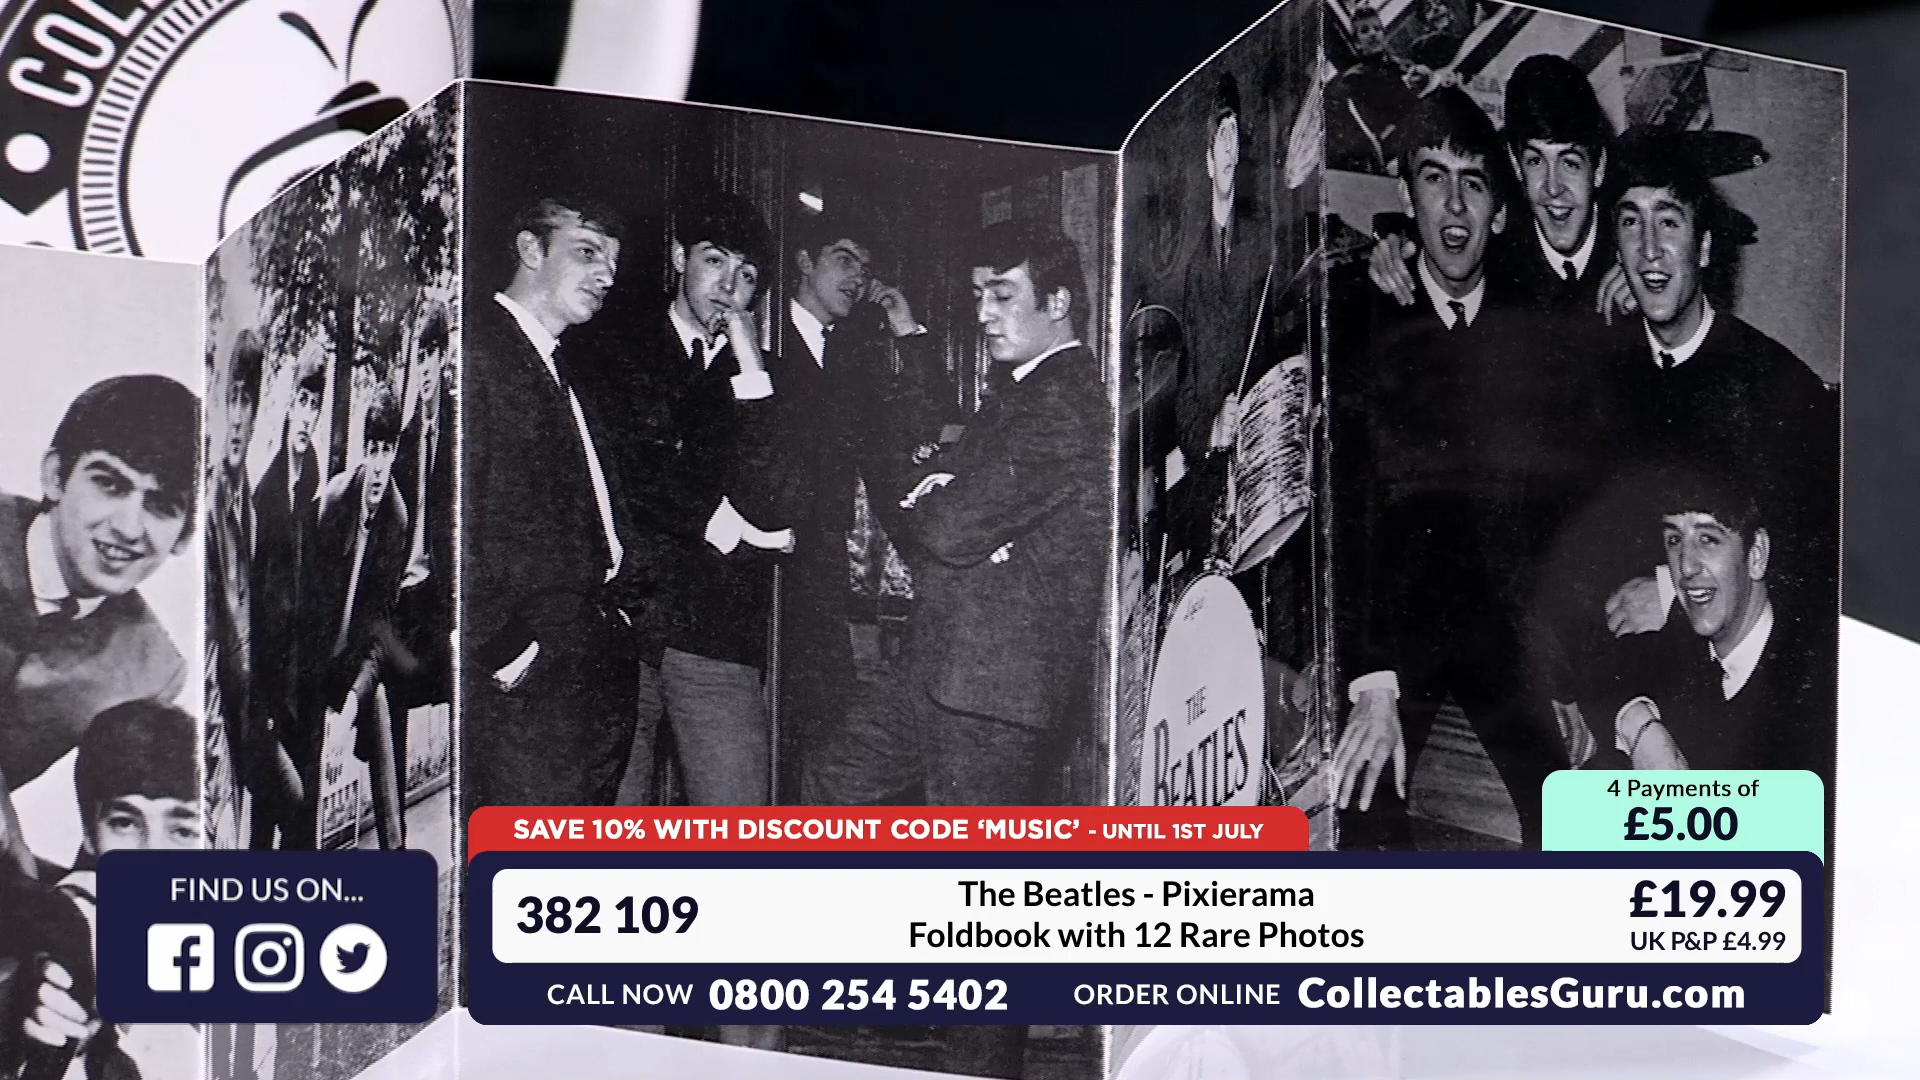 COL
THE
BEATLES
4 Payments of
£5.00
SAVE 10% WITH DISCOUNT CODE ‘MUSIC’ - UNTIL 1ST JULY
FIND US ON...
382 109
The Beatles - Pixierama
Foldbook with 12 Rare Photos
£19.99
UK P&P £4.99
CALL NOW 0800 254 5402
ORDER ONLINE CollectablesGuru.com